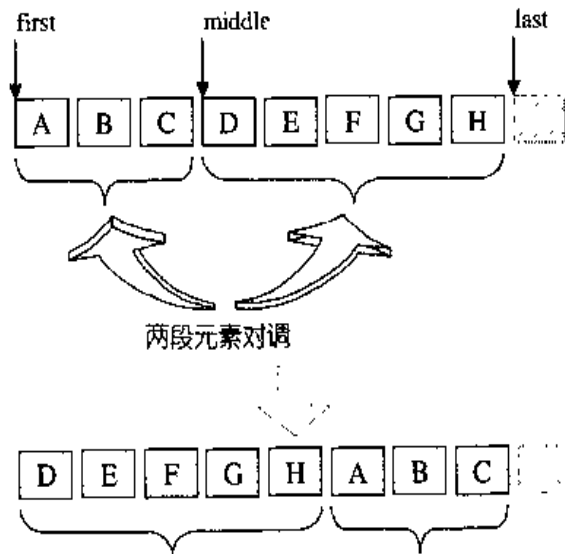 first middle last
A B C D E F G H
两段元素对调
D E F G H A B C